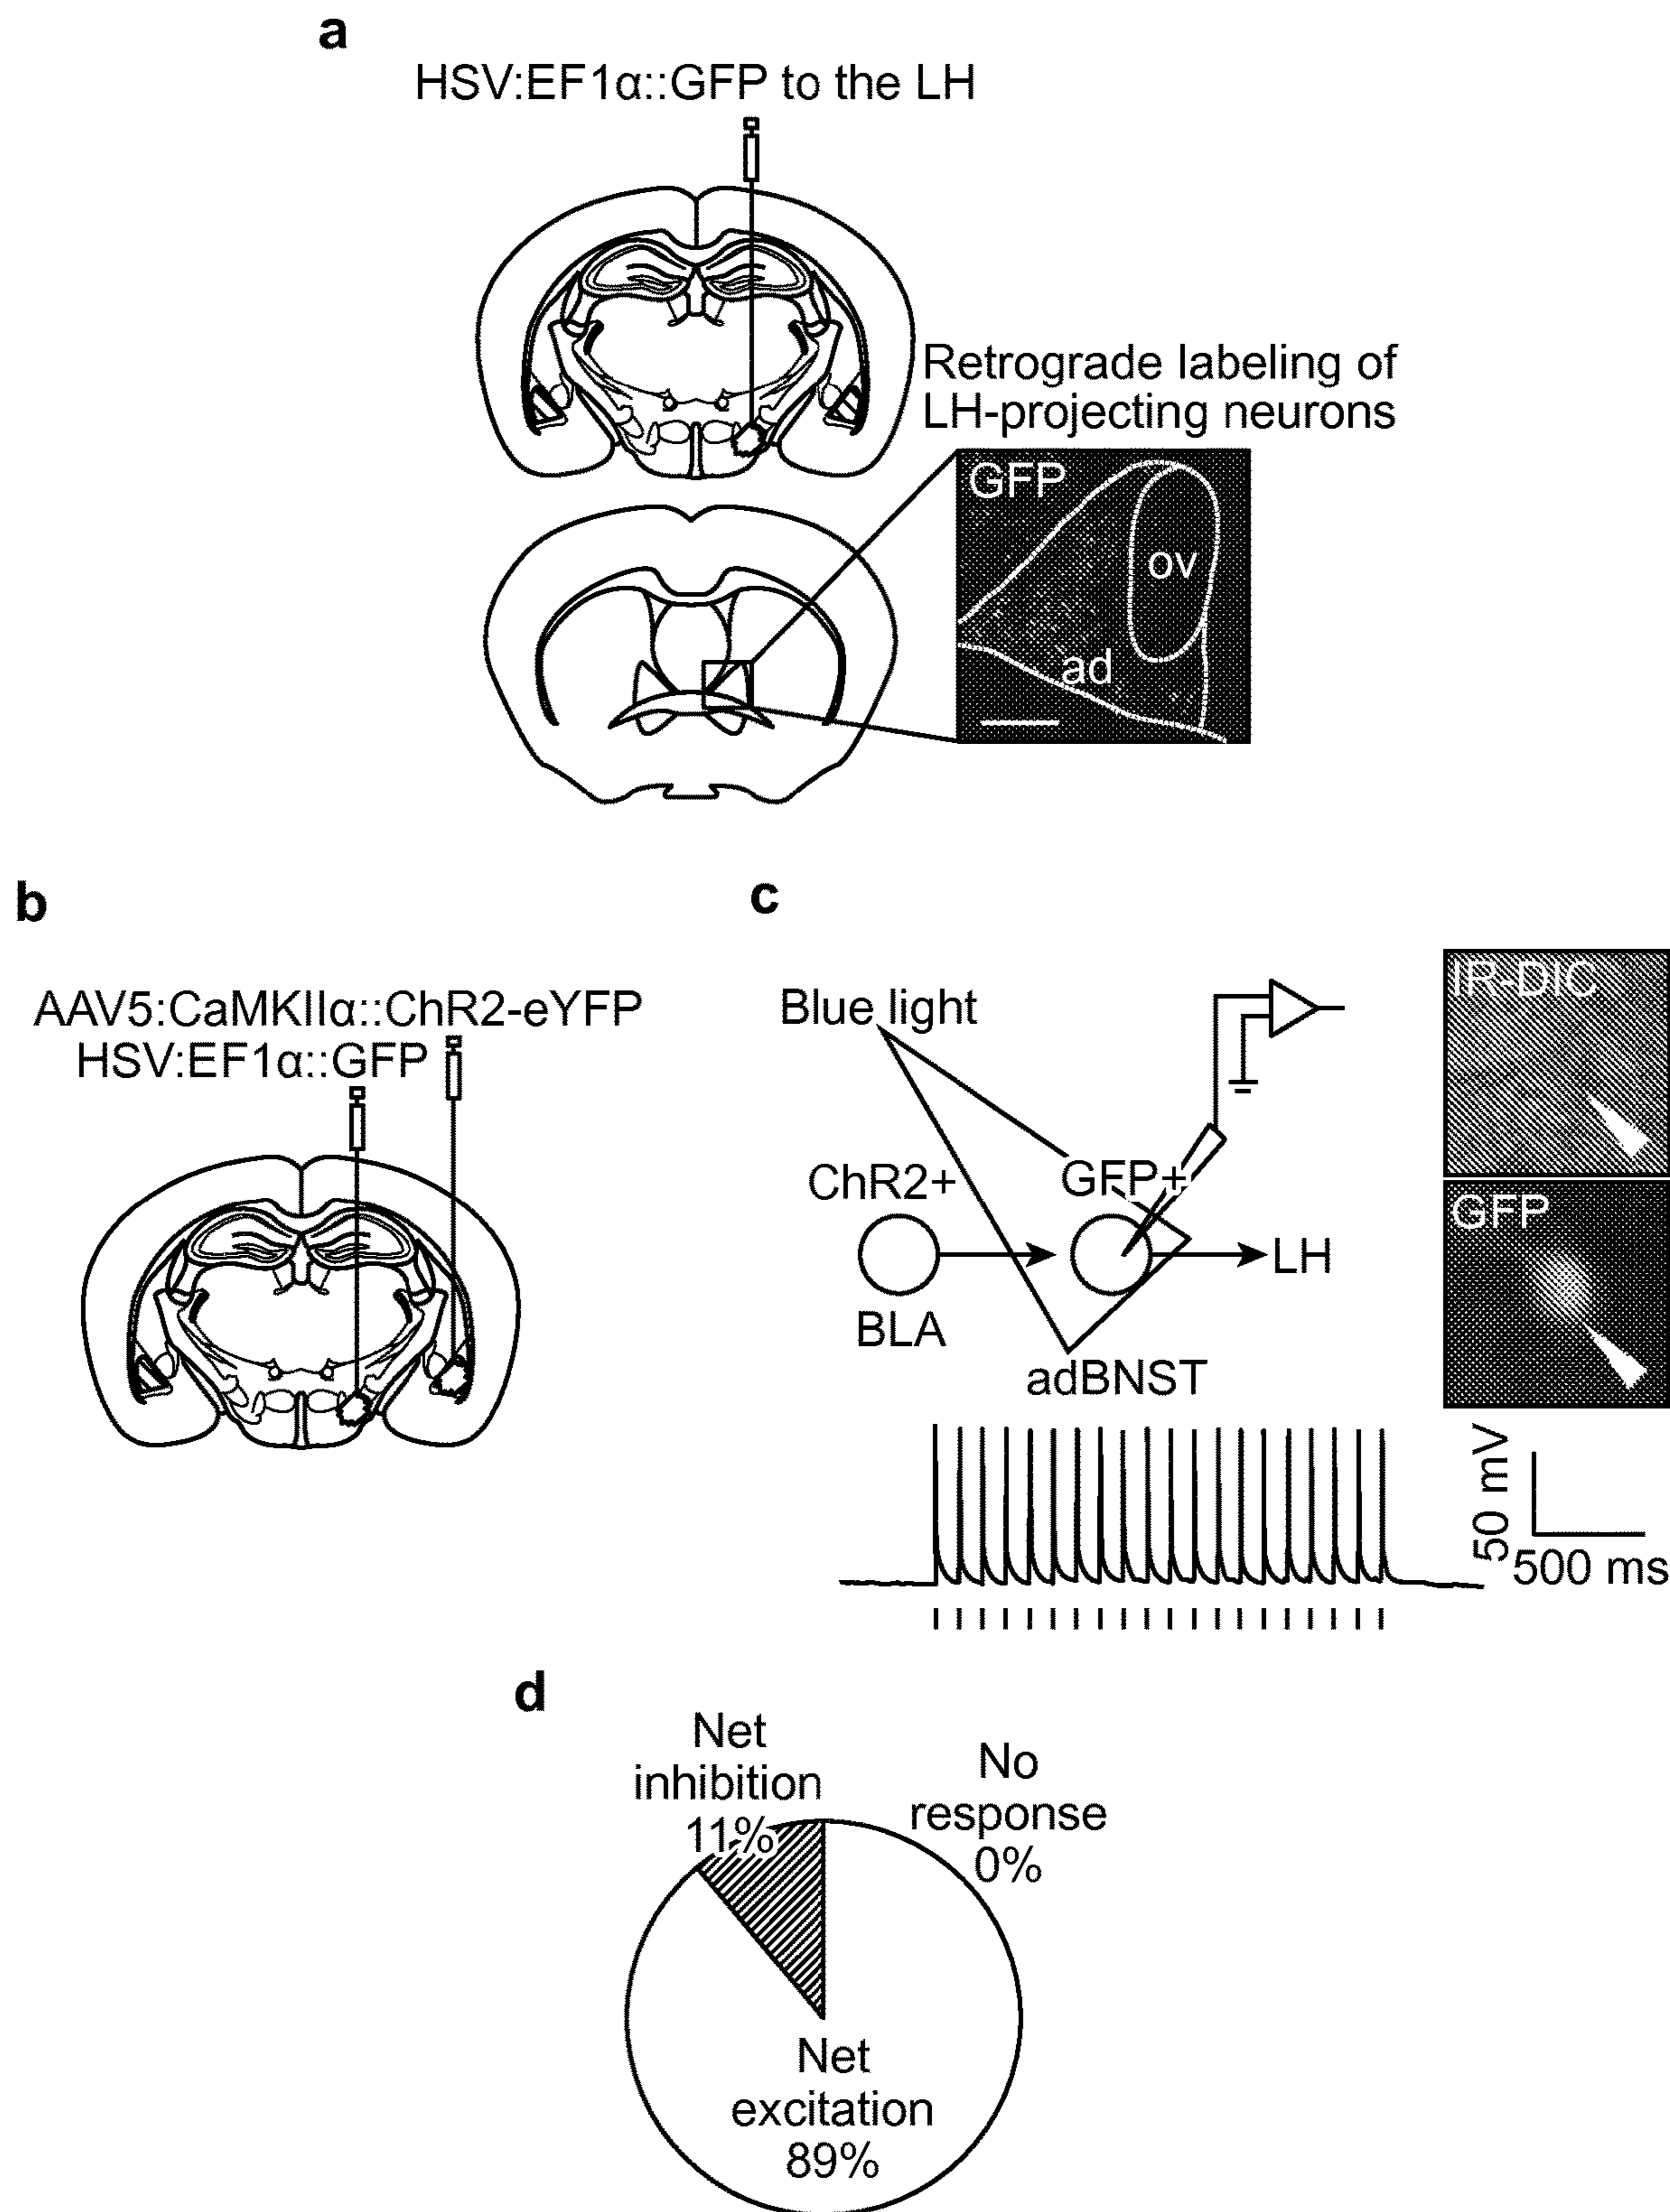 a
HSV:EF1α::GFP to the LH
Retrograde labeling of
LH-projecting neurons
GFP
ov
ad
b
AAV5:CaMKIIα::ChR2-eYFP
HSV:EF1α::GFP
c
Blue light
IR-DIC
ChR2+
GFP+
GFP
LH
BLA
adBNST
50 mV
500 ms
d
Net
inhibition
11%
No
response
0%
Net
excitation
89%